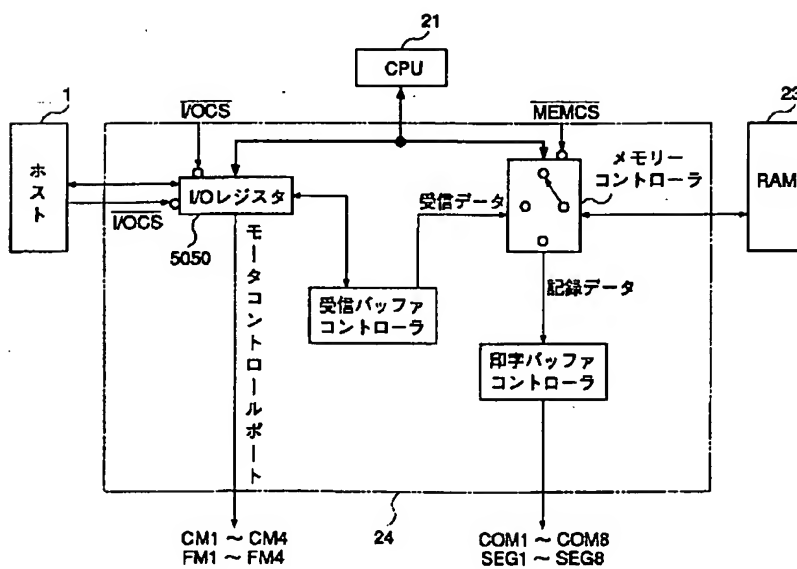 21
CPU
1
I/OCS
MEMCS
23
ホスト
I/Oレジスタ
I/OCS
5050
受信データ
メモリー
コントローラ
RAM
モータコントロールポート
受信バッファ
コントローラ
記録データ
印字バッファ
コントローラ
24
CM1 ～ CM4
FM1 ～ FM4
COM1 ～ COM8
SEG1 ～ SEG8